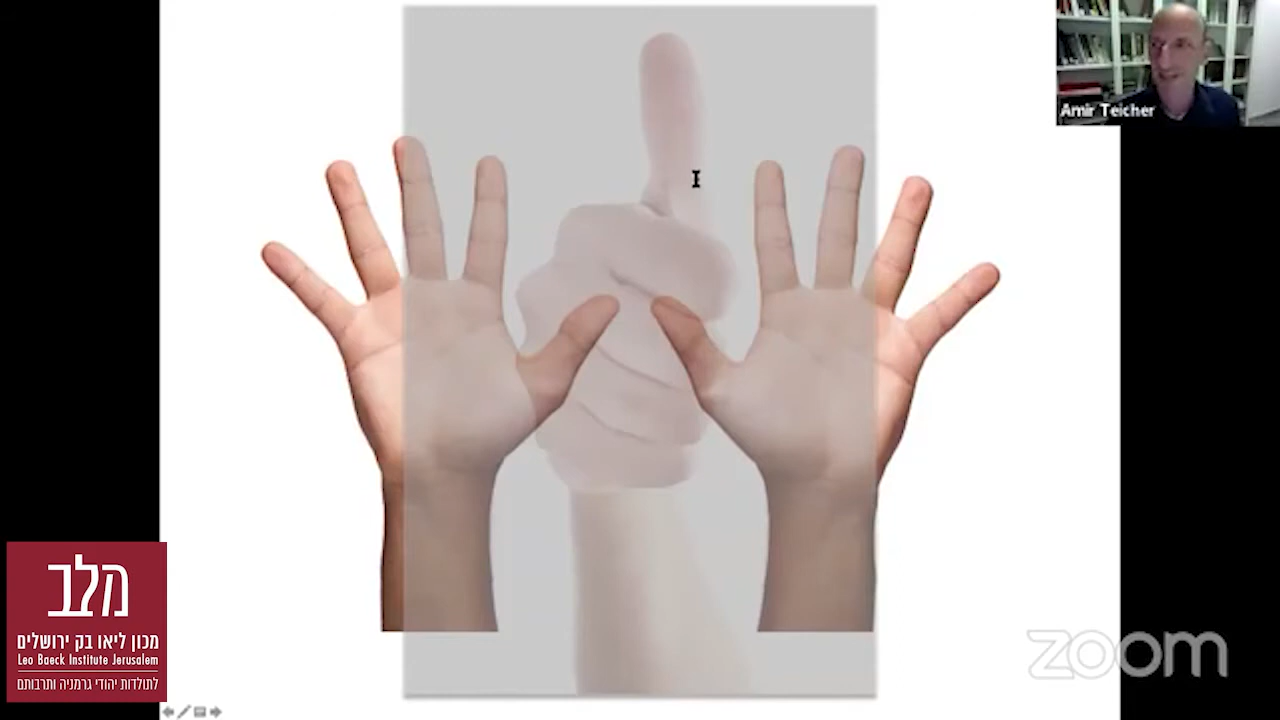 Amir Teicher
מלב
מכון ליאו בק ירושלים
Leo Baeck Institute Jerusalem
לתולדות יהודי גרמניה ותרבותם
zoom